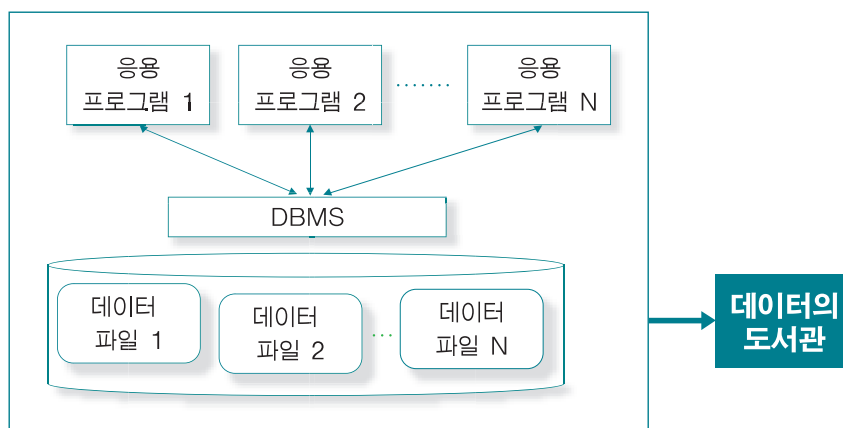 응용
프로그램 1
응용
프로그램 2
·······
응용
프로그램 N
DBMS
데이터
파일 1
데이터
파일 2
···
데이터
파일 N
데이터의
도서관